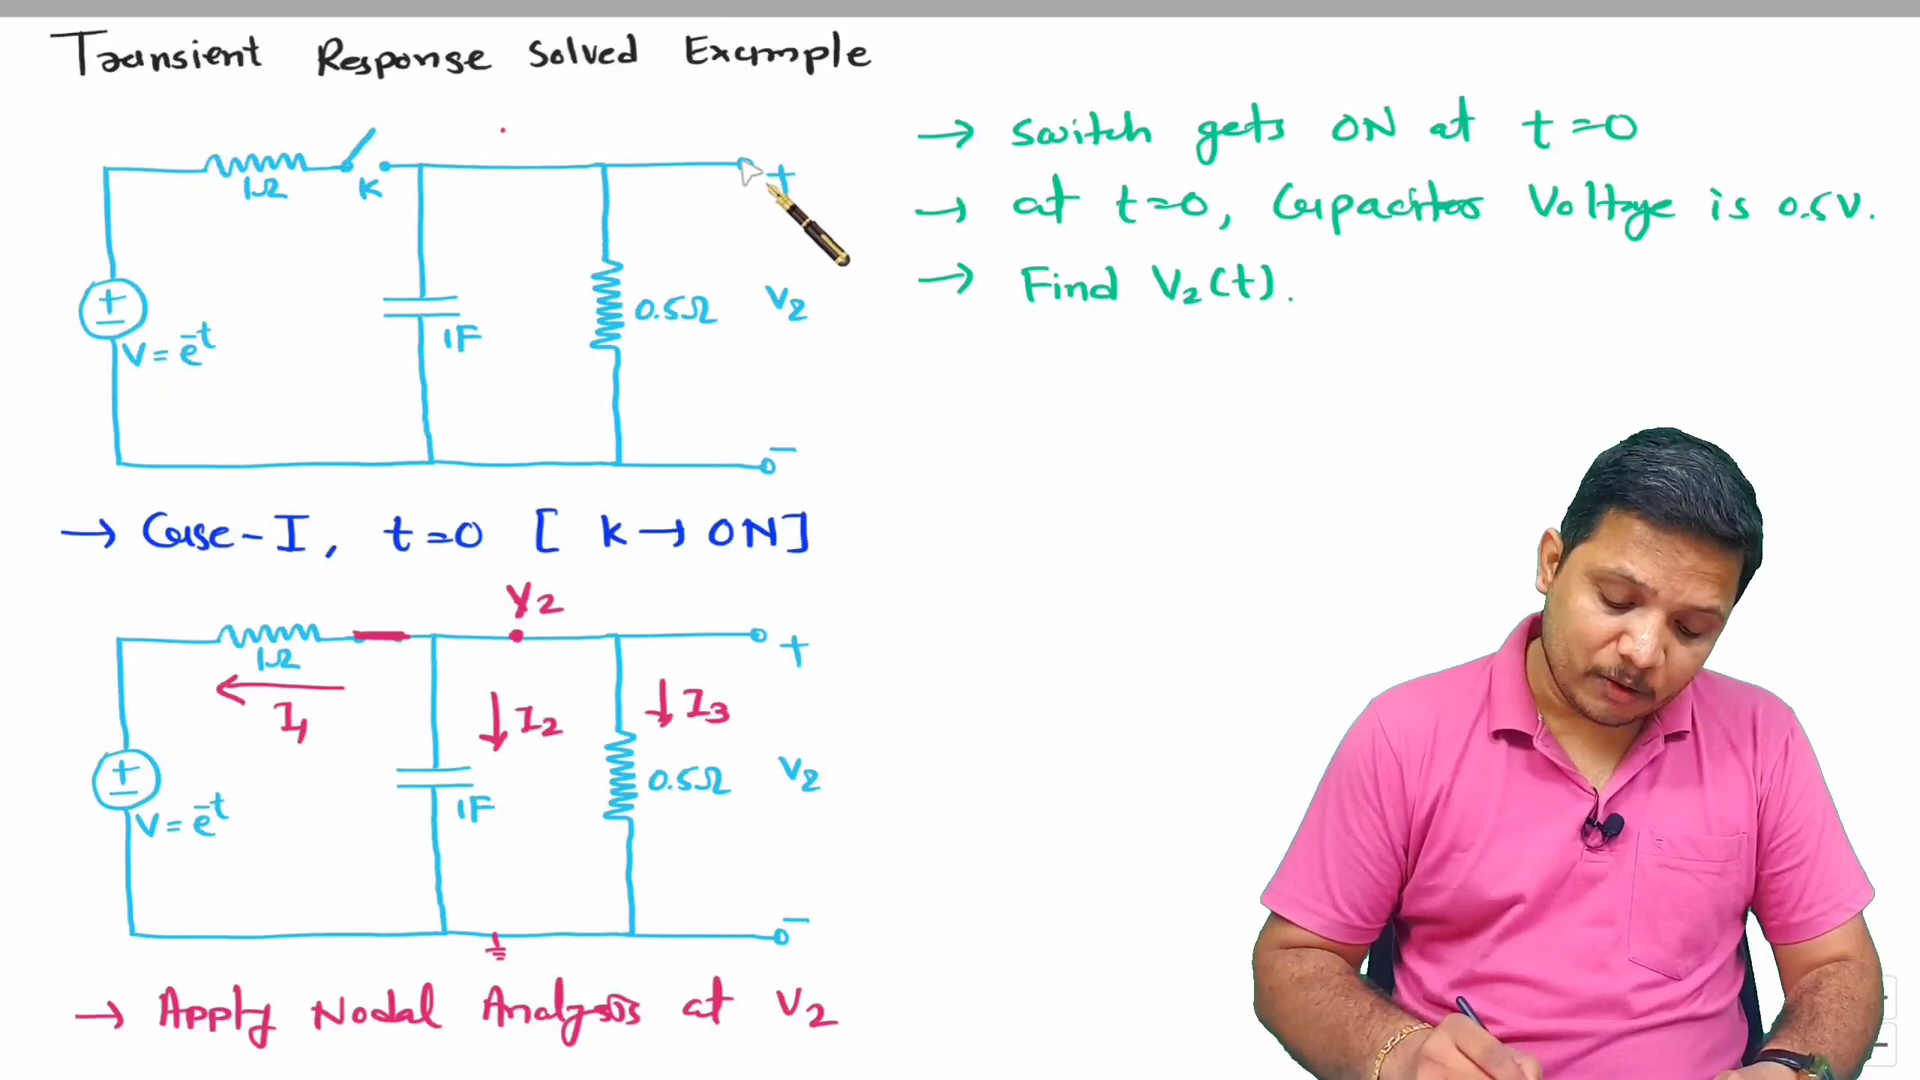 Transient Response Solved Example
→ Switch gets ON at t=0
→ at t=0, Capacitor Voltage is 0.5V.
→ Find V₂(t).
1Ω
K
+
+
−
V = e⁻ᵗ
1F
0.5Ω
V₂
−
→ Case-I, t=0 [ K → ON]
V₂
1Ω
+
I₁
I₂
I₃
+
−
V = e⁻ᵗ
1F
0.5Ω
V₂
−
→ Apply Nodal Analysis at V₂